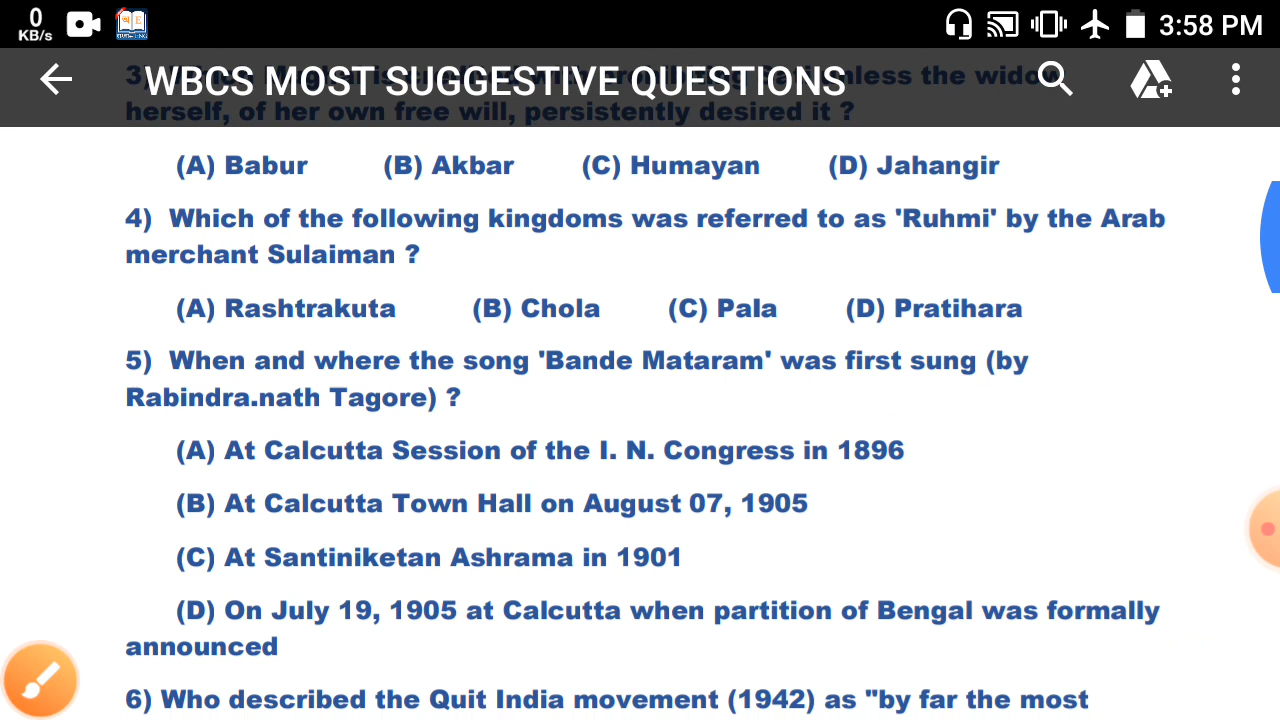 0
KB/s
3:58 PM
WBCS MOST SUGGESTIVE QUESTIONS
3) unless the widow
herself, of her own free will, persistently desired it ?
(A) Babur (B) Akbar (C) Humayan (D) Jahangir
4) Which of the following kingdoms was referred to as 'Ruhmi' by the Arab
merchant Sulaiman ?
(A) Rashtrakuta (B) Chola (C) Pala (D) Pratihara
5) When and where the song 'Bande Mataram' was first sung (by
Rabindra.nath Tagore) ?
(A) At Calcutta Session of the I. N. Congress in 1896
(B) At Calcutta Town Hall on August 07, 1905
(C) At Santiniketan Ashrama in 1901
(D) On July 19, 1905 at Calcutta when partition of Bengal was formally
announced
6) Who described the Quit India movement (1942) as "by far the most